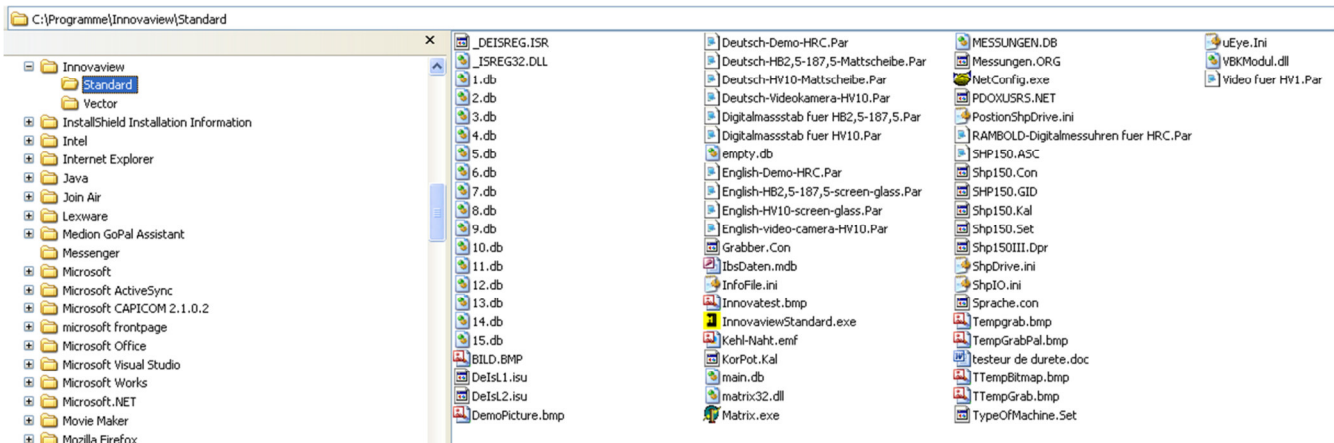 C:\Programme\Innovaview\Standard
Innovaview
Standard
Vector
InstallShield Installation Information
Intel
Internet Explorer
Java
Join Air
Lexware
Medion GoPal Assistant
Messenger
Microsoft
Microsoft ActiveSync
Microsoft CAPICOM 2.1.0.2
microsoft frontpage
Microsoft Office
Microsoft Visual Studio
Microsoft Works
Microsoft.NET
Movie Maker
Mozilla Firefox
_DEISREG.ISR
_ISREG32.DLL
1.db
2.db
3.db
4.db
5.db
6.db
7.db
8.db
9.db
10.db
11.db
12.db
13.db
14.db
15.db
BILD.BMP
DeIsL1.isu
DeIsL2.isu
DemoPicture.bmp
Deutsch-Demo-HRC.Par
Deutsch-HB2,5-187,5-Mattscheibe.Par
Deutsch-HV10-Mattscheibe.Par
Deutsch-Videokamera-HV10.Par
Digitalmassstab fuer HB2,5-187,5.Par
Digitalmassstab fuer HV10.Par
empty.db
English-Demo-HRC.Par
English-HB2,5-187,5-screen-glass.Par
English-HV10-screen-glass.Par
English-video-camera-HV10.Par
Grabber.Con
IbsDaten.mdb
InfoFile.ini
Innovatest.bmp
InnovaviewStandard.exe
Kehl-Naht.emf
KorPot.Kal
main.db
matrix32.dll
Matrix.exe
MESSUNGEN.DB
Messungen.ORG
NetConfig.exe
PDOXUSRS.NET
PostionShpDrive.ini
RAMBOLD-Digitalmessuhren fuer HRC.Par
SHP150.ASC
Shp150.Con
SHP150.GID
Shp150.Kal
Shp150.Set
Shp150III.Dpr
ShpDrive.ini
ShpIO.ini
Sprache.con
Tempgrab.bmp
TempGrabPal.bmp
testeur de durete.doc
TTempBitmap.bmp
TTempGrab.bmp
TypeOfMachine.Set
uEye.Ini
VBKModul.dll
Video fuer HV1.Par